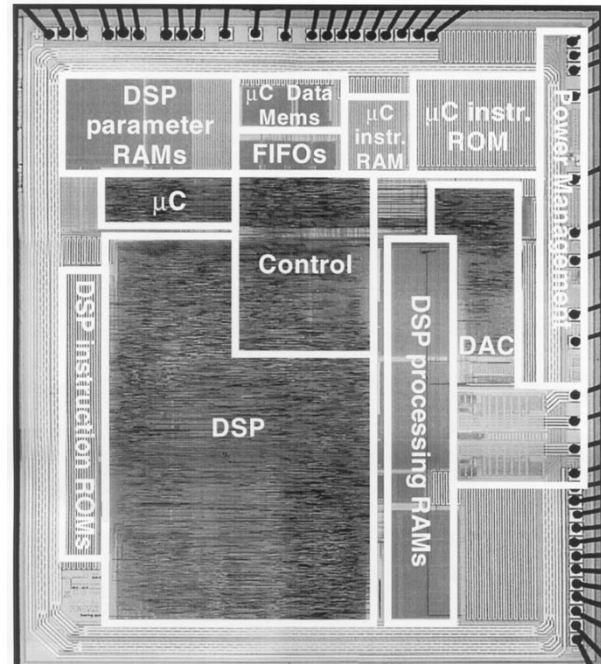 DSP
parameter
RAMs
μC Data
Mems
FIFOs
μC
instr.
RAM
μC instr.
ROM
Power Management
μC
Control
DSP instruction ROMs
DSP
DSP processing RAMs
DAC